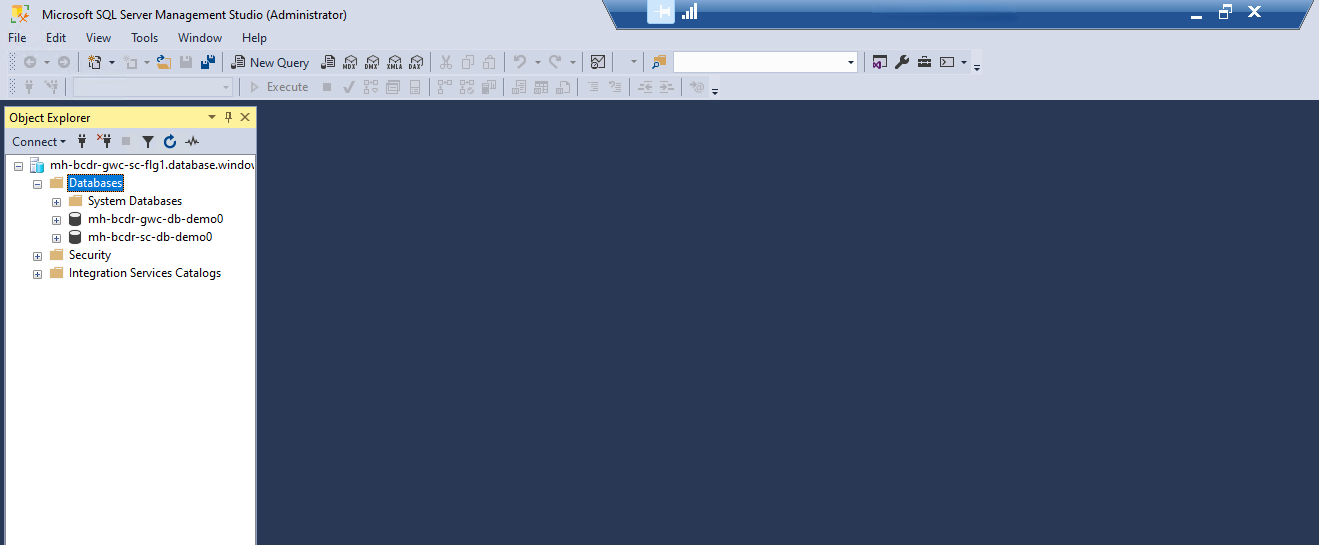 Microsoft SQL Server Management Studio (Administrator)
File Edit View Tools Window Help
New Query MDX DMX XMLA DAX
Execute
Object Explorer
Connect
mh-bcdr-gwc-sc-flg1.database.window
Databases
System Databases
mh-bcdr-gwc-db-demo0
mh-bcdr-sc-db-demo0
Security
Integration Services Catalogs